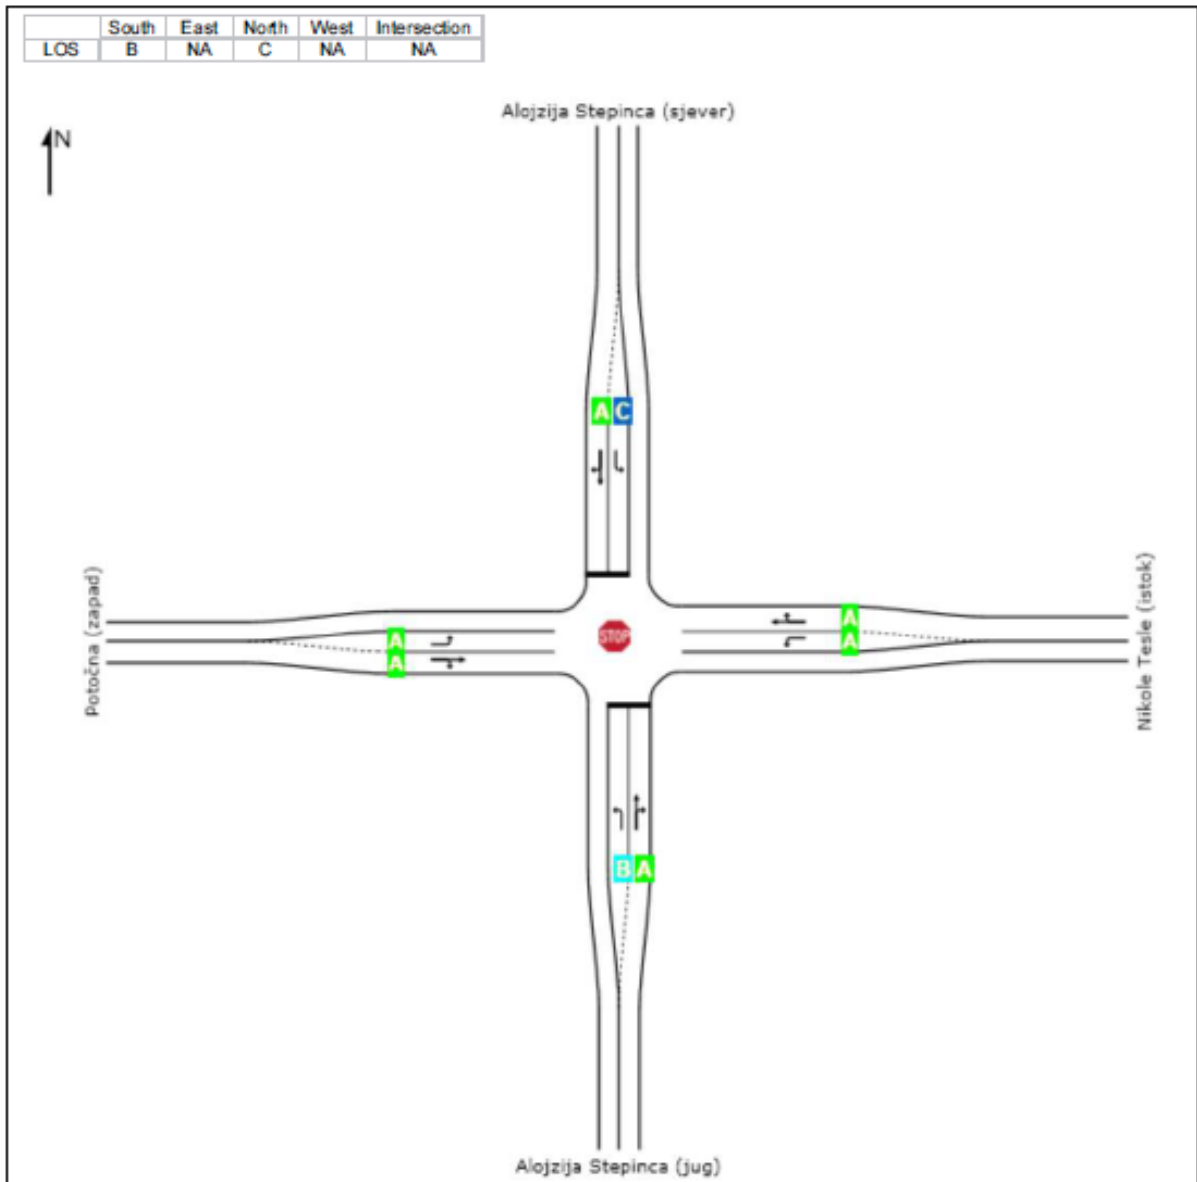 South East North West Intersection
LOS B NA C NA NA
Alojzija Stepinca (sjever)
N
A C
Potočna (zapad)
A
A
STOP
A
A
Nikole Tesle (istok)
B A
Alojzija Stepinca (jug)